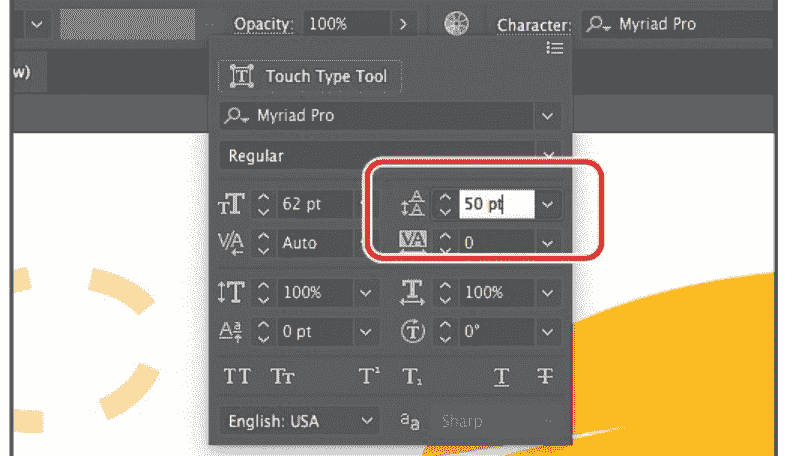 Opacity: 100% Character: Myriad Pro
w)
Touch Type Tool
Myriad Pro
Regular
62 pt 50 pt
Auto 0
100% 100%
0 pt 0°
English: USA Sharp